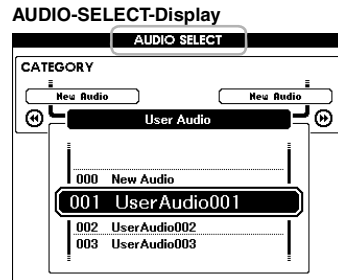 AUDIO-SELECT-Display
AUDIO SELECT
CATEGORY
New Audio New Audio
User Audio
000 New Audio
001 UserAudio001
002 UserAudio002
003 UserAudio003